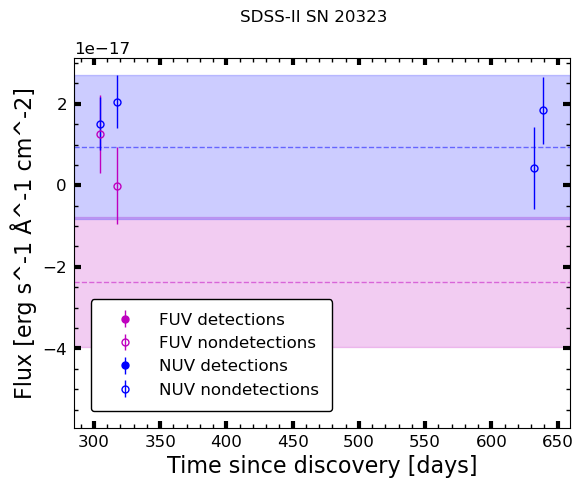 SDSS-II SN 20323
1e−17
2
0
−2
−4
Flux [erg s^-1 Å^-1 cm^-2]
FUV detections
FUV nondetections
NUV detections
NUV nondetections
300 350 400 450 500 550 600 650
Time since discovery [days]